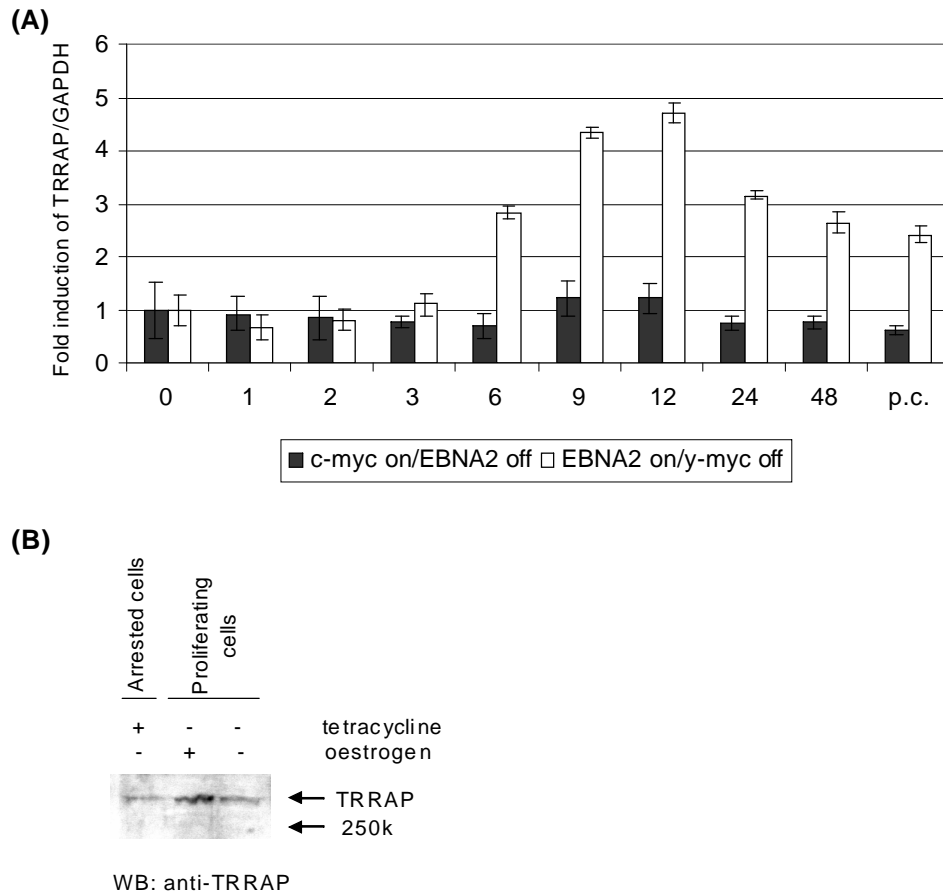 (A)
Fold induction of TRRAP/GAPDH
6
5
4
3
2
1
0
0 1 2 3 6 9 12 24 48 p.c.
c-myc on/EBNA2 off EBNA2 on/y-myc off
(B)
Arrested cells
Proliferating
cells
+ - - tetracycline
- + - oestrogen
TRRAP
250k
WB: anti-TRRAP